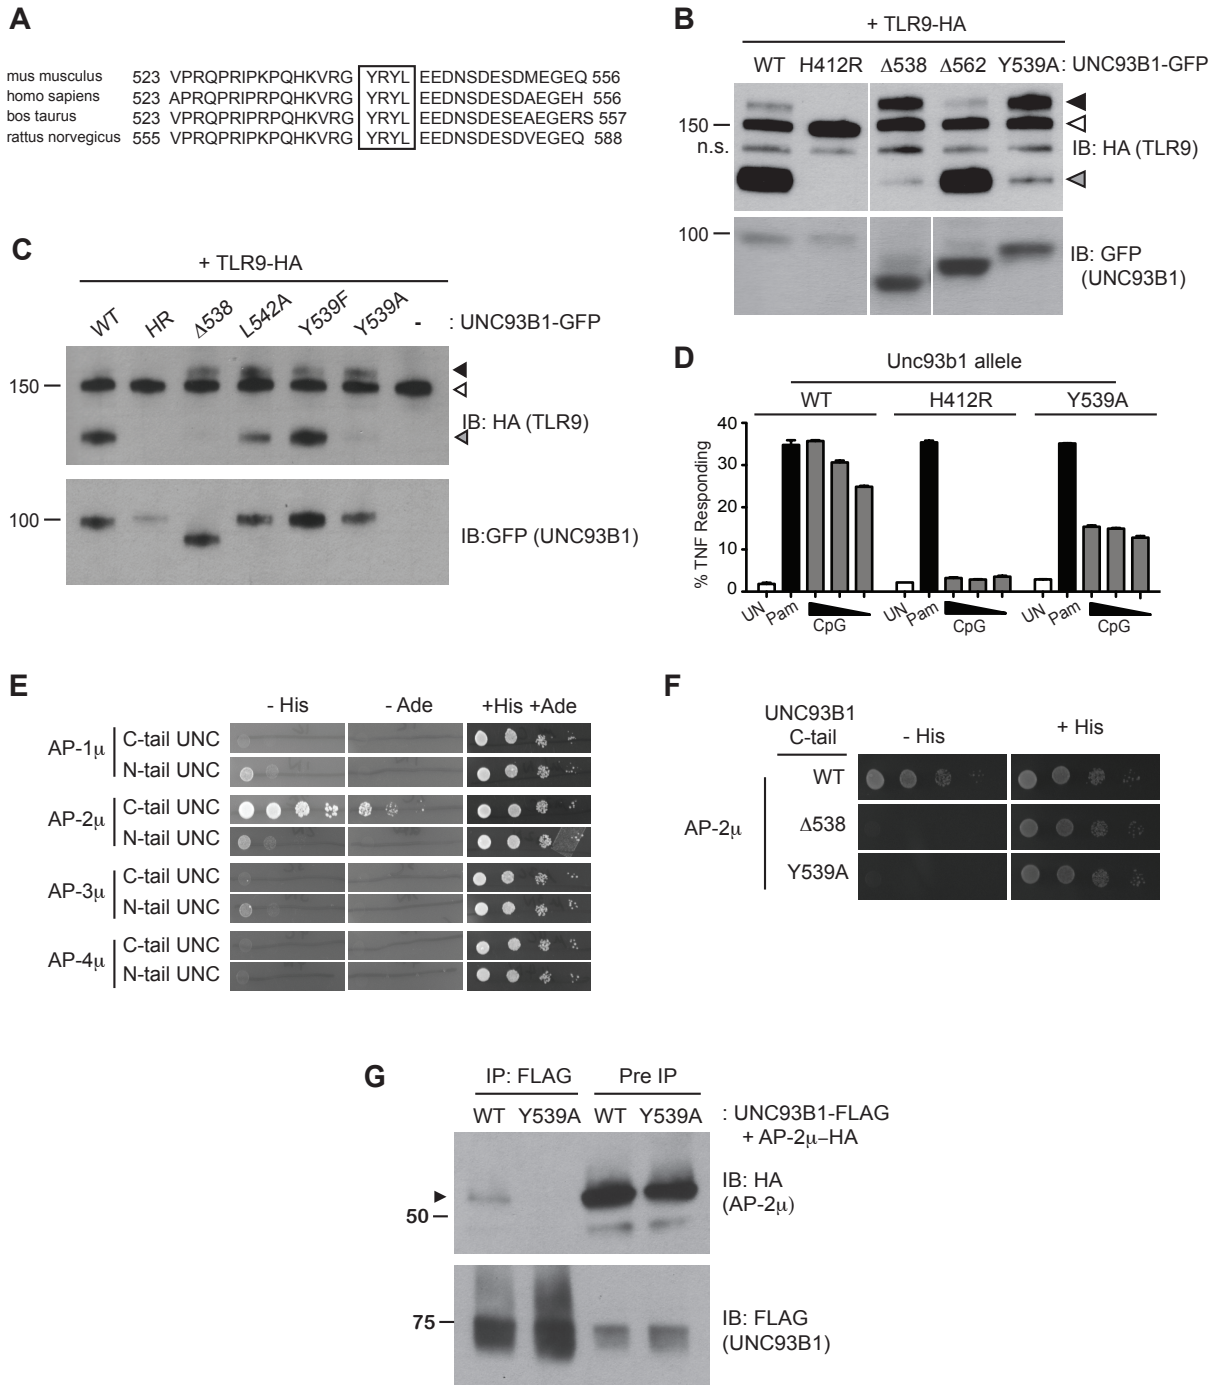 A
mus musculus 523 VPRQPRIPKPQHKVRG YRYL EEDNSDESDMEGEQ 556
homo sapiens 523 APRQPRIPRPQHKVRG YRYL EEDNSDESDAEGEH 556
bos taurus 523 VPRQPRIPKPQHKVRG YRYL EEDNSDESEAEGERS 557
rattus norvegicus 555 VPRQPRIPKPQHKVRG YRYL EEDNSDESDVEGEQ 588
B
+ TLR9-HA
WT H412R Δ538 Δ562 Y539A : UNC93B1-GFP
150
n.s.
IB: HA (TLR9)
100
IB: GFP
(UNC93B1)
C
+ TLR9-HA
WT HR Δ538 L542A Y539F Y539A - : UNC93B1-GFP
150
IB: HA (TLR9)
100
IB:GFP (UNC93B1)
D
Unc93b1 allele
WT H412R Y539A
% TNF Responding
40
30
20
10
0
UN Pam CpG UN Pam CpG UN Pam CpG
E
- His - Ade +His +Ade
AP-1μ C-tail UNC
N-tail UNC
AP-2μ C-tail UNC
N-tail UNC
AP-3μ C-tail UNC
N-tail UNC
AP-4μ C-tail UNC
N-tail UNC
F
UNC93B1
C-tail
- His + His
WT
AP-2μ Δ538
Y539A
G
IP: FLAG Pre IP
WT Y539A WT Y539A : UNC93B1-FLAG
+ AP-2μ–HA
50
IB: HA
(AP-2μ)
75
IB: FLAG
(UNC93B1)